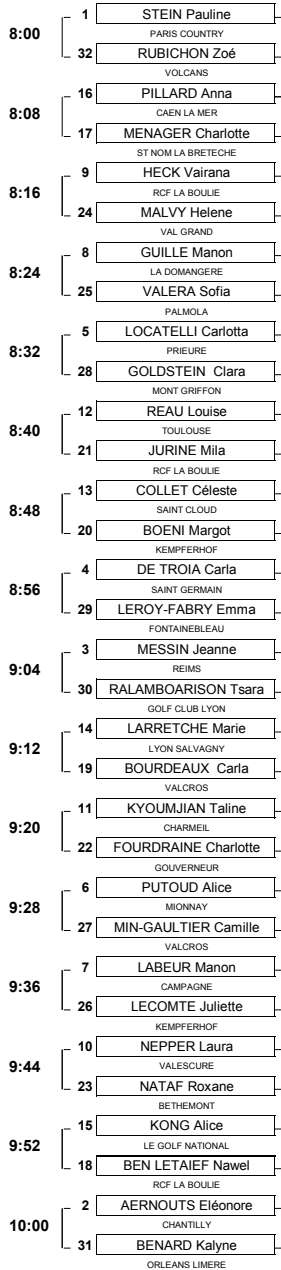 1 STEIN Pauline
8:00
PARIS COUNTRY
32 RUBICHON Zoé
VOLCANS
16 PILLARD Anna
8:08
CAEN LA MER
17 MENAGER Charlotte
ST NOM LA BRETECHE
9 HECK Vairana
8:16
RCF LA BOULIE
24 MALVY Helene
VAL GRAND
8 GUILLE Manon
8:24
LA DOMANGERE
25 VALERA Sofia
PALMOLA
5 LOCATELLI Carlotta
8:32
PRIEURE
28 GOLDSTEIN Clara
MONT GRIFFON
12 REAU Louise
8:40
TOULOUSE
21 JURINE Mila
RCF LA BOULIE
13 COLLET Céleste
8:48
SAINT CLOUD
20 BOENI Margot
KEMPFERHOF
4 DE TROIA Carla
8:56
SAINT GERMAIN
29 LEROY-FABRY Emma
FONTAINEBLEAU
3 MESSIN Jeanne
9:04
REIMS
30 RALAMBOARISON Tsara
GOLF CLUB LYON
14 LARRETCHE Marie
9:12
LYON SALVAGNY
19 BOURDEAUX Carla
VALCROS
11 KYOUMJIAN Taline
9:20
CHARMEIL
22 FOURDRAINE Charlotte
GOUVERNEUR
6 PUTOUD Alice
9:28
MIONNAY
27 MIN-GAULTIER Camille
VALCROS
7 LABEUR Manon
9:36
CAMPAGNE
26 LECOMTE Juliette
KEMPFERHOF
10 NEPPER Laura
9:44
VALESCURE
23 NATAF Roxane
BETHEMONT
15 KONG Alice
9:52
LE GOLF NATIONAL
18 BEN LETAIEF Nawel
RCF LA BOULIE
2 AERNOUTS Eléonore
10:00
CHANTILLY
31 BENARD Kalyne
ORLEANS LIMERE